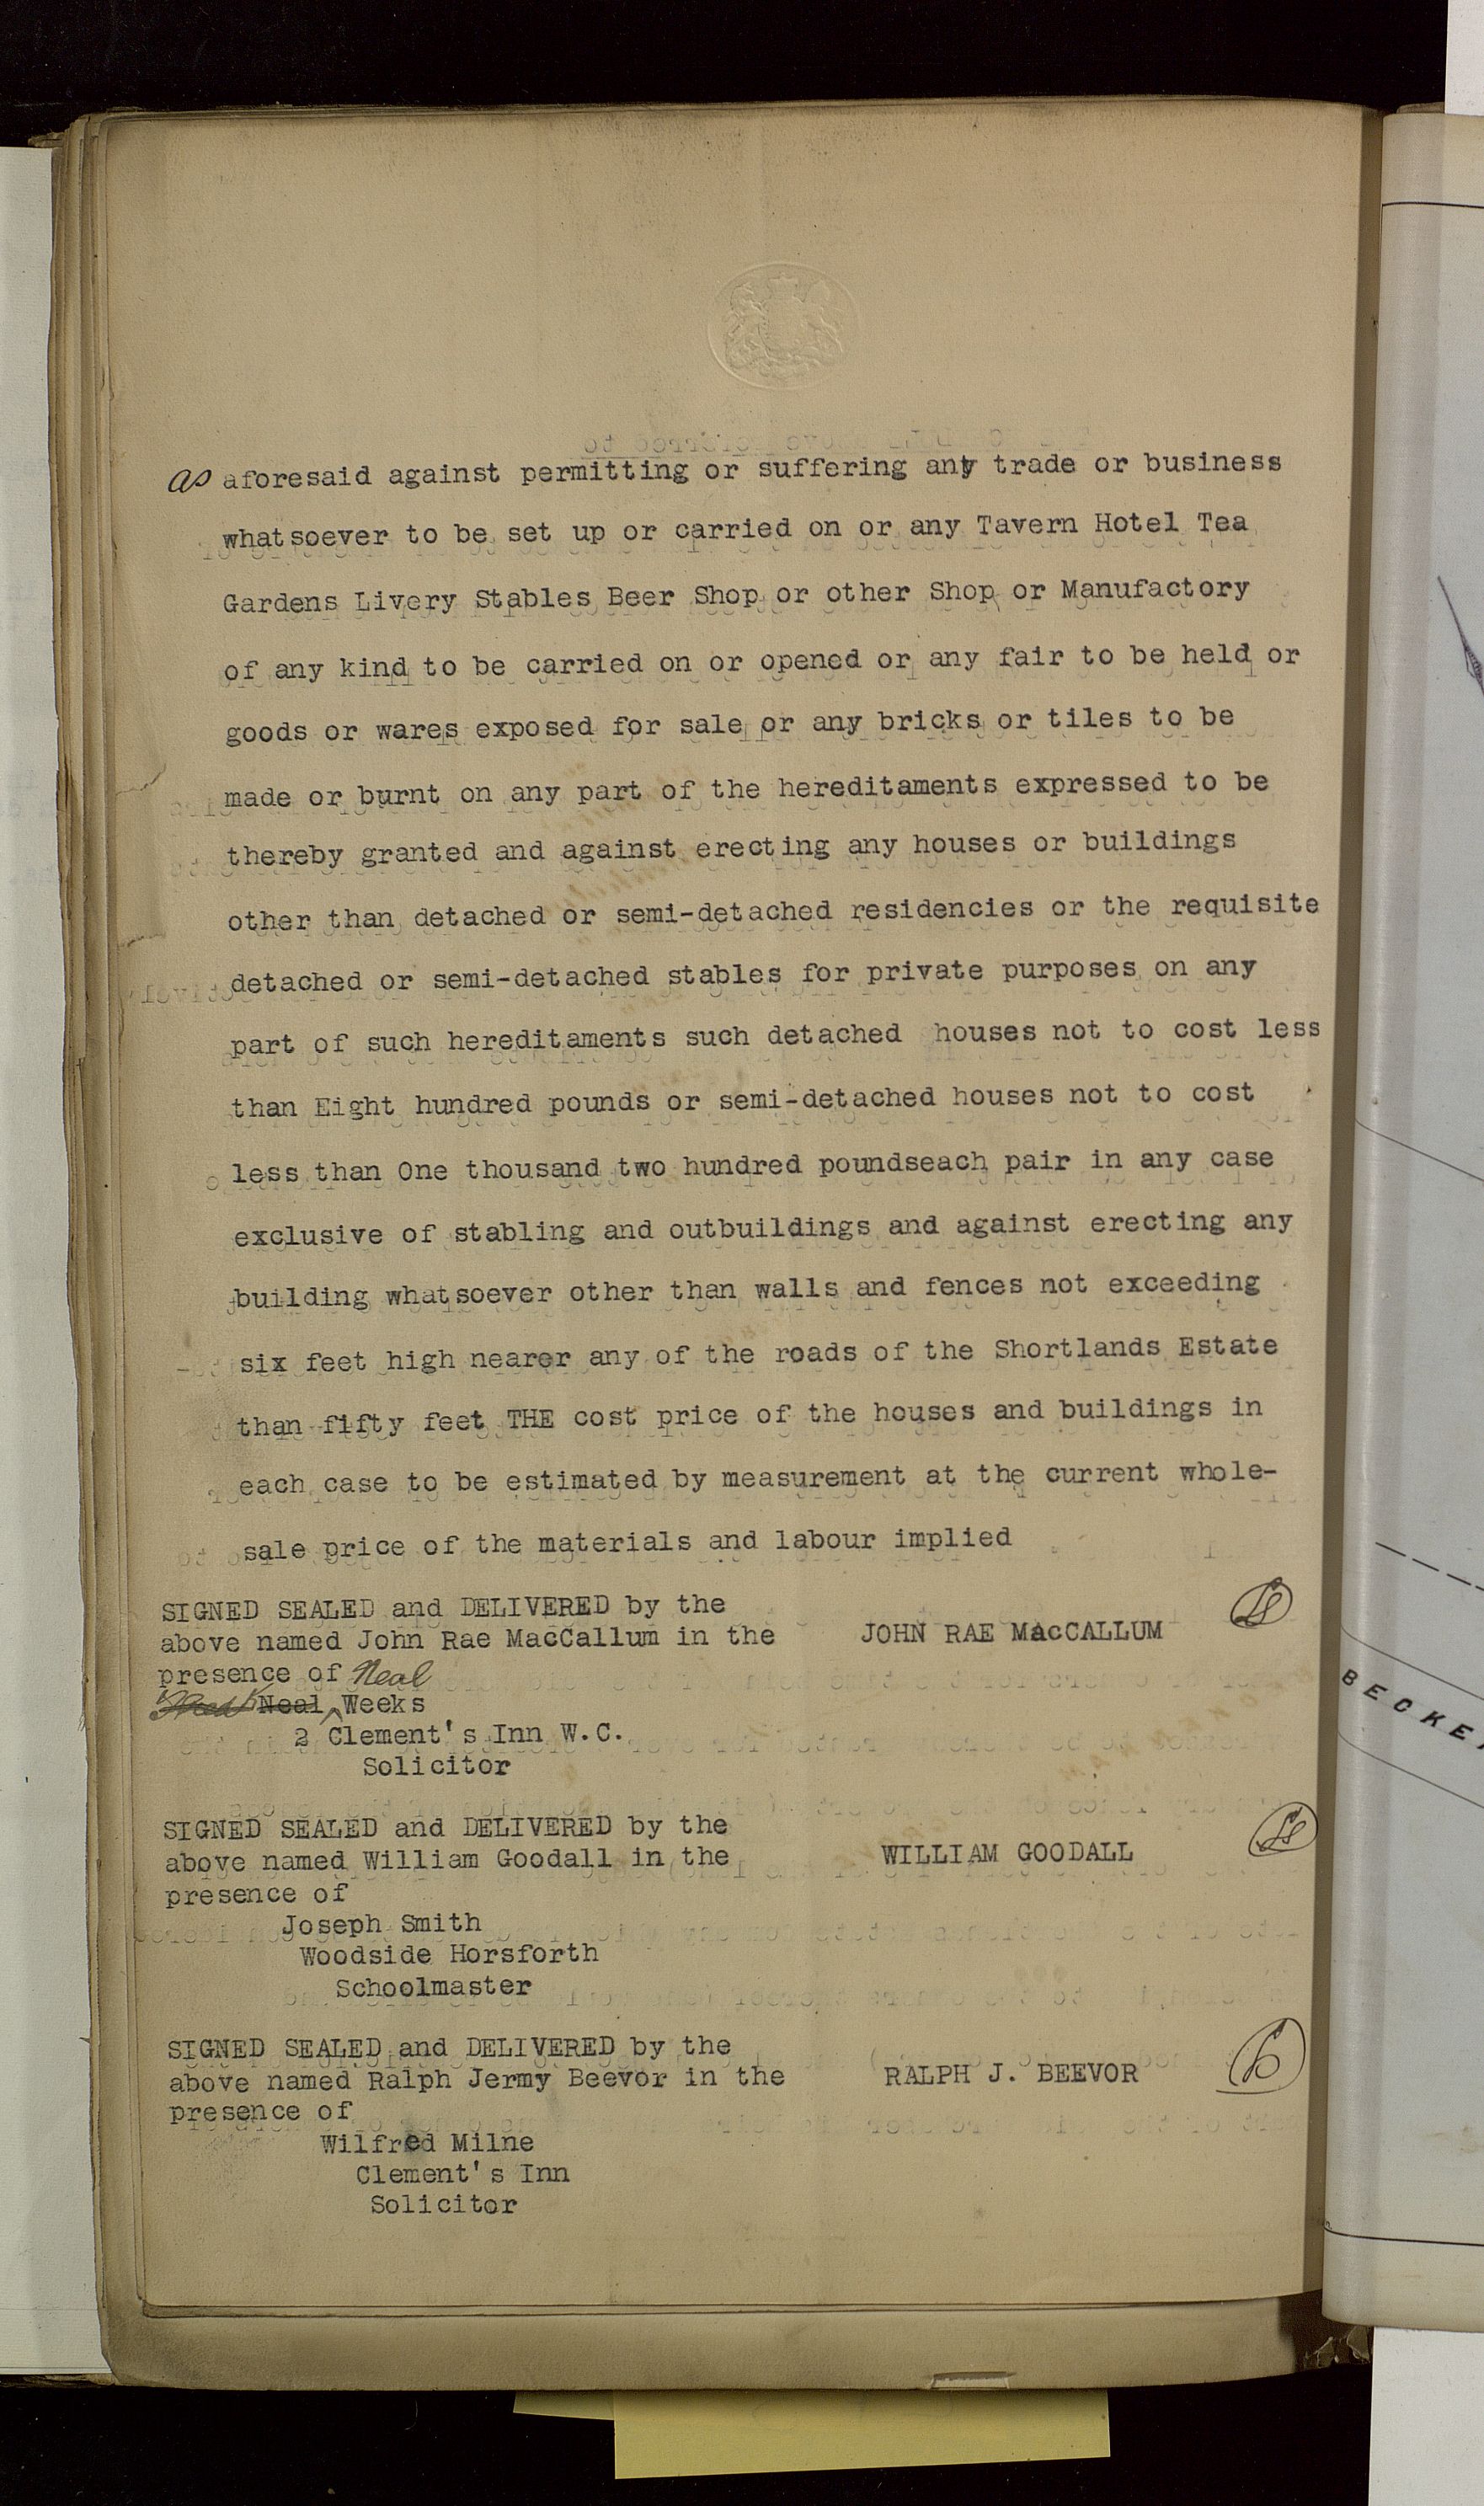 as aforesaid against permitting or suffering any trade or business
whatsoever to be set up or carried on or any Tavern Hotel Tea
Gardens Livery Stables Beer Shop or other Shop or Manufactory
of any kind to be carried on or opened or any fair to be held or
goods or wares exposed for sale or any bricks or tiles to be
made or burnt on any part of the hereditaments expressed to be
thereby granted and against erecting any houses or buildings
other than detached or semi-detached residencies or the requisite
detached or semi-detached stables for private purposes on any
part of such hereditaments such detached houses not to cost less
than Eight hundred pounds or semi-detached houses not to cost
less than One thousand two hundred poundseach pair in any case
exclusive of stabling and outbuildings and against erecting any
building whatsoever other than walls and fences not exceeding
six feet high nearer any of the roads of the Shortlands Estate
than fifty feet THE cost price of the houses and buildings in
each case to be estimated by measurement at the current whole-
sale price of the materials and labour implied
SIGNED SEALED and DELIVERED by the
above named John Rae MacCallum in the JOHN RAE MacCALLUM
presence of Neal
Neal Weeks
2 Clement's Inn W.C.
Solicitor
SIGNED SEALED and DELIVERED by the
above named William Goodall in the WILLIAM GOODALL
presence of
Joseph Smith
Woodside Horsforth
Schoolmaster
SIGNED SEALED and DELIVERED by the
above named Ralph Jermy Beevor in the RALPH J. BEEVOR
presence of
Wilfred Milne
Clement's Inn
Solicitor